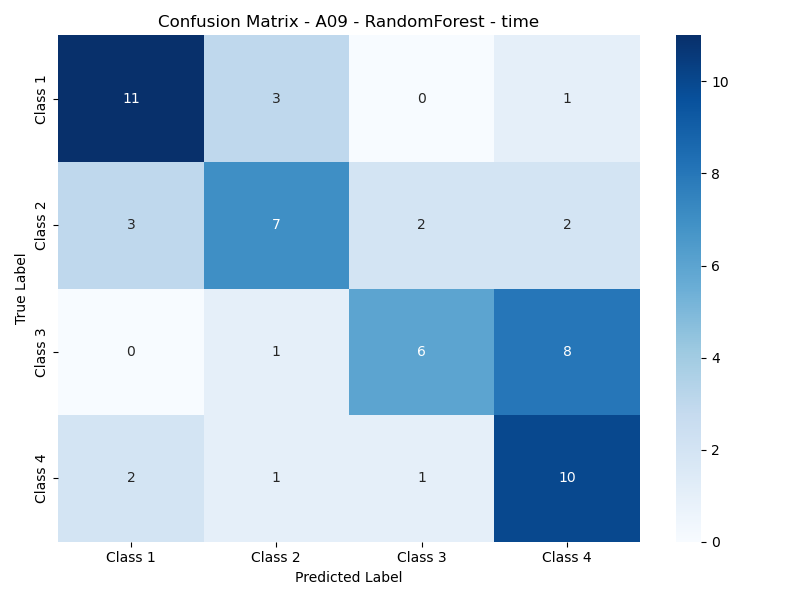 Confusion Matrix - A09 - RandomForest - time
Class 1
11
3
0
1
10
Class 2
3
7
2
2
8
True Label
6
Class 3
0
1
6
8
4
Class 4
2
1
1
10
2
0
Class 1
Class 2
Class 3
Class 4
Predicted Label